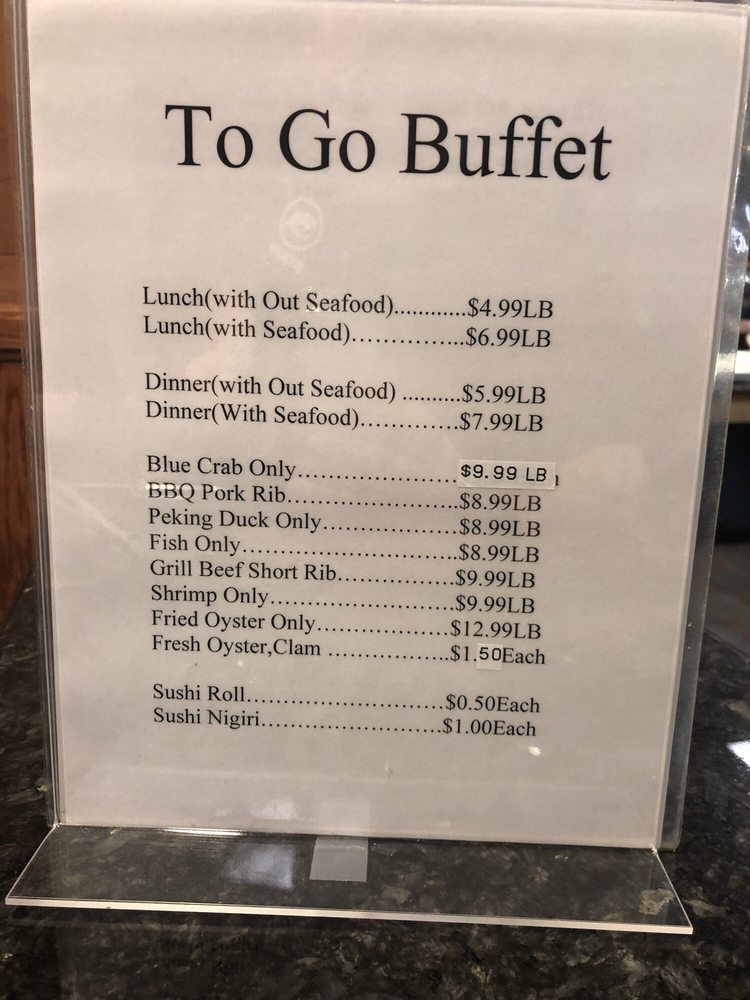 To Go Buffet
Lunch(with Out Seafood)............$4.99LB
Lunch(with Seafood)...............$6.99LB
Dinner(with Out Seafood) ..........$5.99LB
Dinner(With Seafood).............$7.99LB
Blue Crab Only.....................$9.99 LB
BBQ Pork Rib.......................$8.99LB
Peking Duck Only..................$8.99LB
Fish Only............................$8.99LB
Grill Beef Short Rib...............$9.99LB
Shrimp Only........................$9.99LB
Fried Oyster Only.................$12.99LB
Fresh Oyster,Clam ................$1.50Each
Sushi Roll..........................$0.50Each
Sushi Nigiri........................$1.00Each